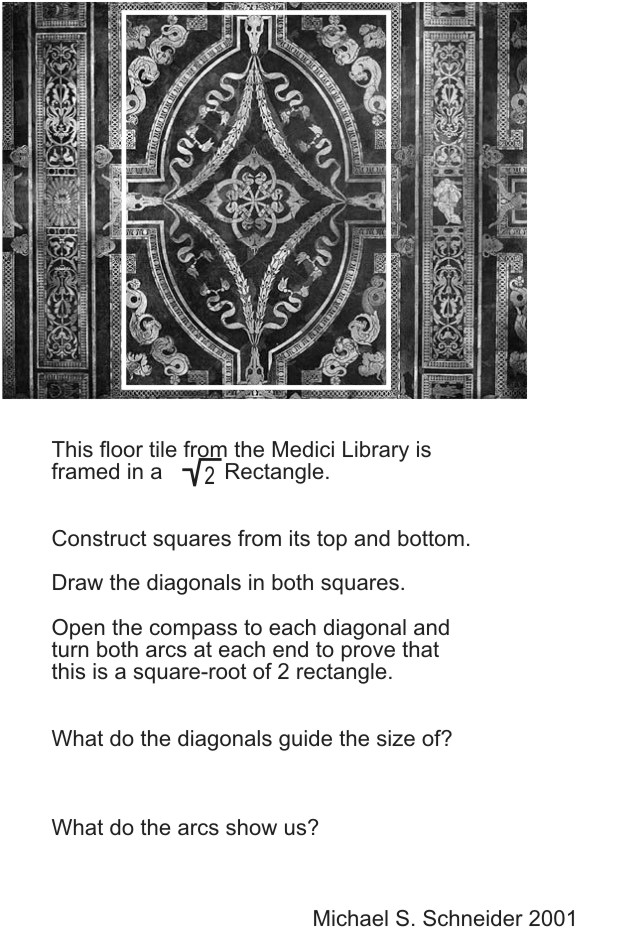 This floor tile from the Medici Library is
framed in a √2 Rectangle.
Construct squares from its top and bottom.
Draw the diagonals in both squares.
Open the compass to each diagonal and
turn both arcs at each end to prove that
this is a square-root of 2 rectangle.
What do the diagonals guide the size of?
What do the arcs show us?
Michael S. Schneider 2001